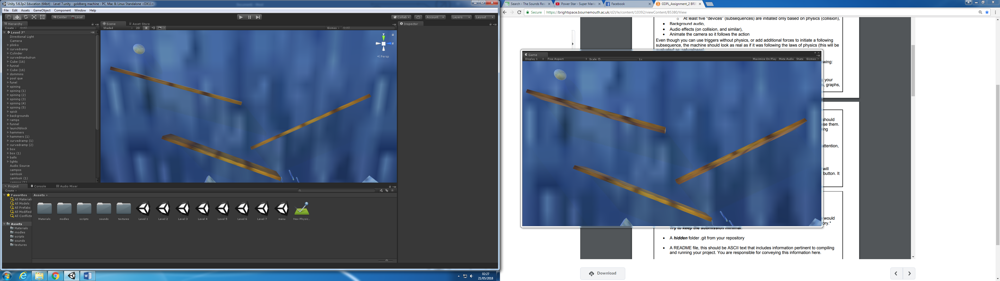 Unity 5.6.3p2 Education (64bit) - Level 7.unity - goldberg machine - PC, Mac & Linux Standalone <DX11>
File Edit Assets GameObject Component Window Help
Center Local
Collab Account Layers Layout
Hierarchy
Create All
Level 7*
Directional Light
Camera
plinko
curvedramp
Cylinder
curvedmarbulrun
Cube (16)
funnel
Cube (16)
dommins
pool que
funel
spining
spining (1)
spining (2)
spining (3)
spining (4)
spining (5)
spick
backgrounds
ramps
funnel
launchblock
hammers
hammers (1)
curvedramp (1)
curvedramp (2)
box
box (1)
balls
lights
Audio Source
campos
camlook
camlook (1)
campos (1)
Scene Asset Store
Shaded 2D Gizmos All
y
z
Persp
Inspector
Project Console Audio Mixer
Create
Favorites
All Materials
All Models
All Prefabs
All Modified
All Conflicte
Assets
Materials
modles
scripts
sounds
textures
Assets
Materials modles scripts sounds textures Level 1 Level 2 Level 3 Level 4 Level 5 Level 6 Level 7 menu New Physic...
02:27
21/05/2018
Search - The Sounds Res Power Star - Super Mario Facebook GDPL_Assignment_2 BRIE
Secure https://brightspace.bournemouth.ac.uk/d2l/le/content/10392/viewContent/85380/View
o At least five "devices" (subsequences) are initiated only based on physics (collision),
• Background audio,
• Audio effects (on collision, and similar),
• Animate the camera so it follows the action
Even though you can use triggers without physics, or add additional forces to initiate a following
subsequence, the machine should look as real as if it was following the laws of physics (this will be
Game
Display 1 Free Aspect Scale 1x Maximize On Play Mute Audio Stats Gizmos
wing:
your
s, graphs,
should
se them.
ng
attention,
will
button. It
would
ory.*
Try to keep the submission minimal.
• A hidden folder .git from your repository
• A README file, this should be ASCII text that includes information pertinent to compiling
and running your project. You are responsible for conveying this information here.
Download